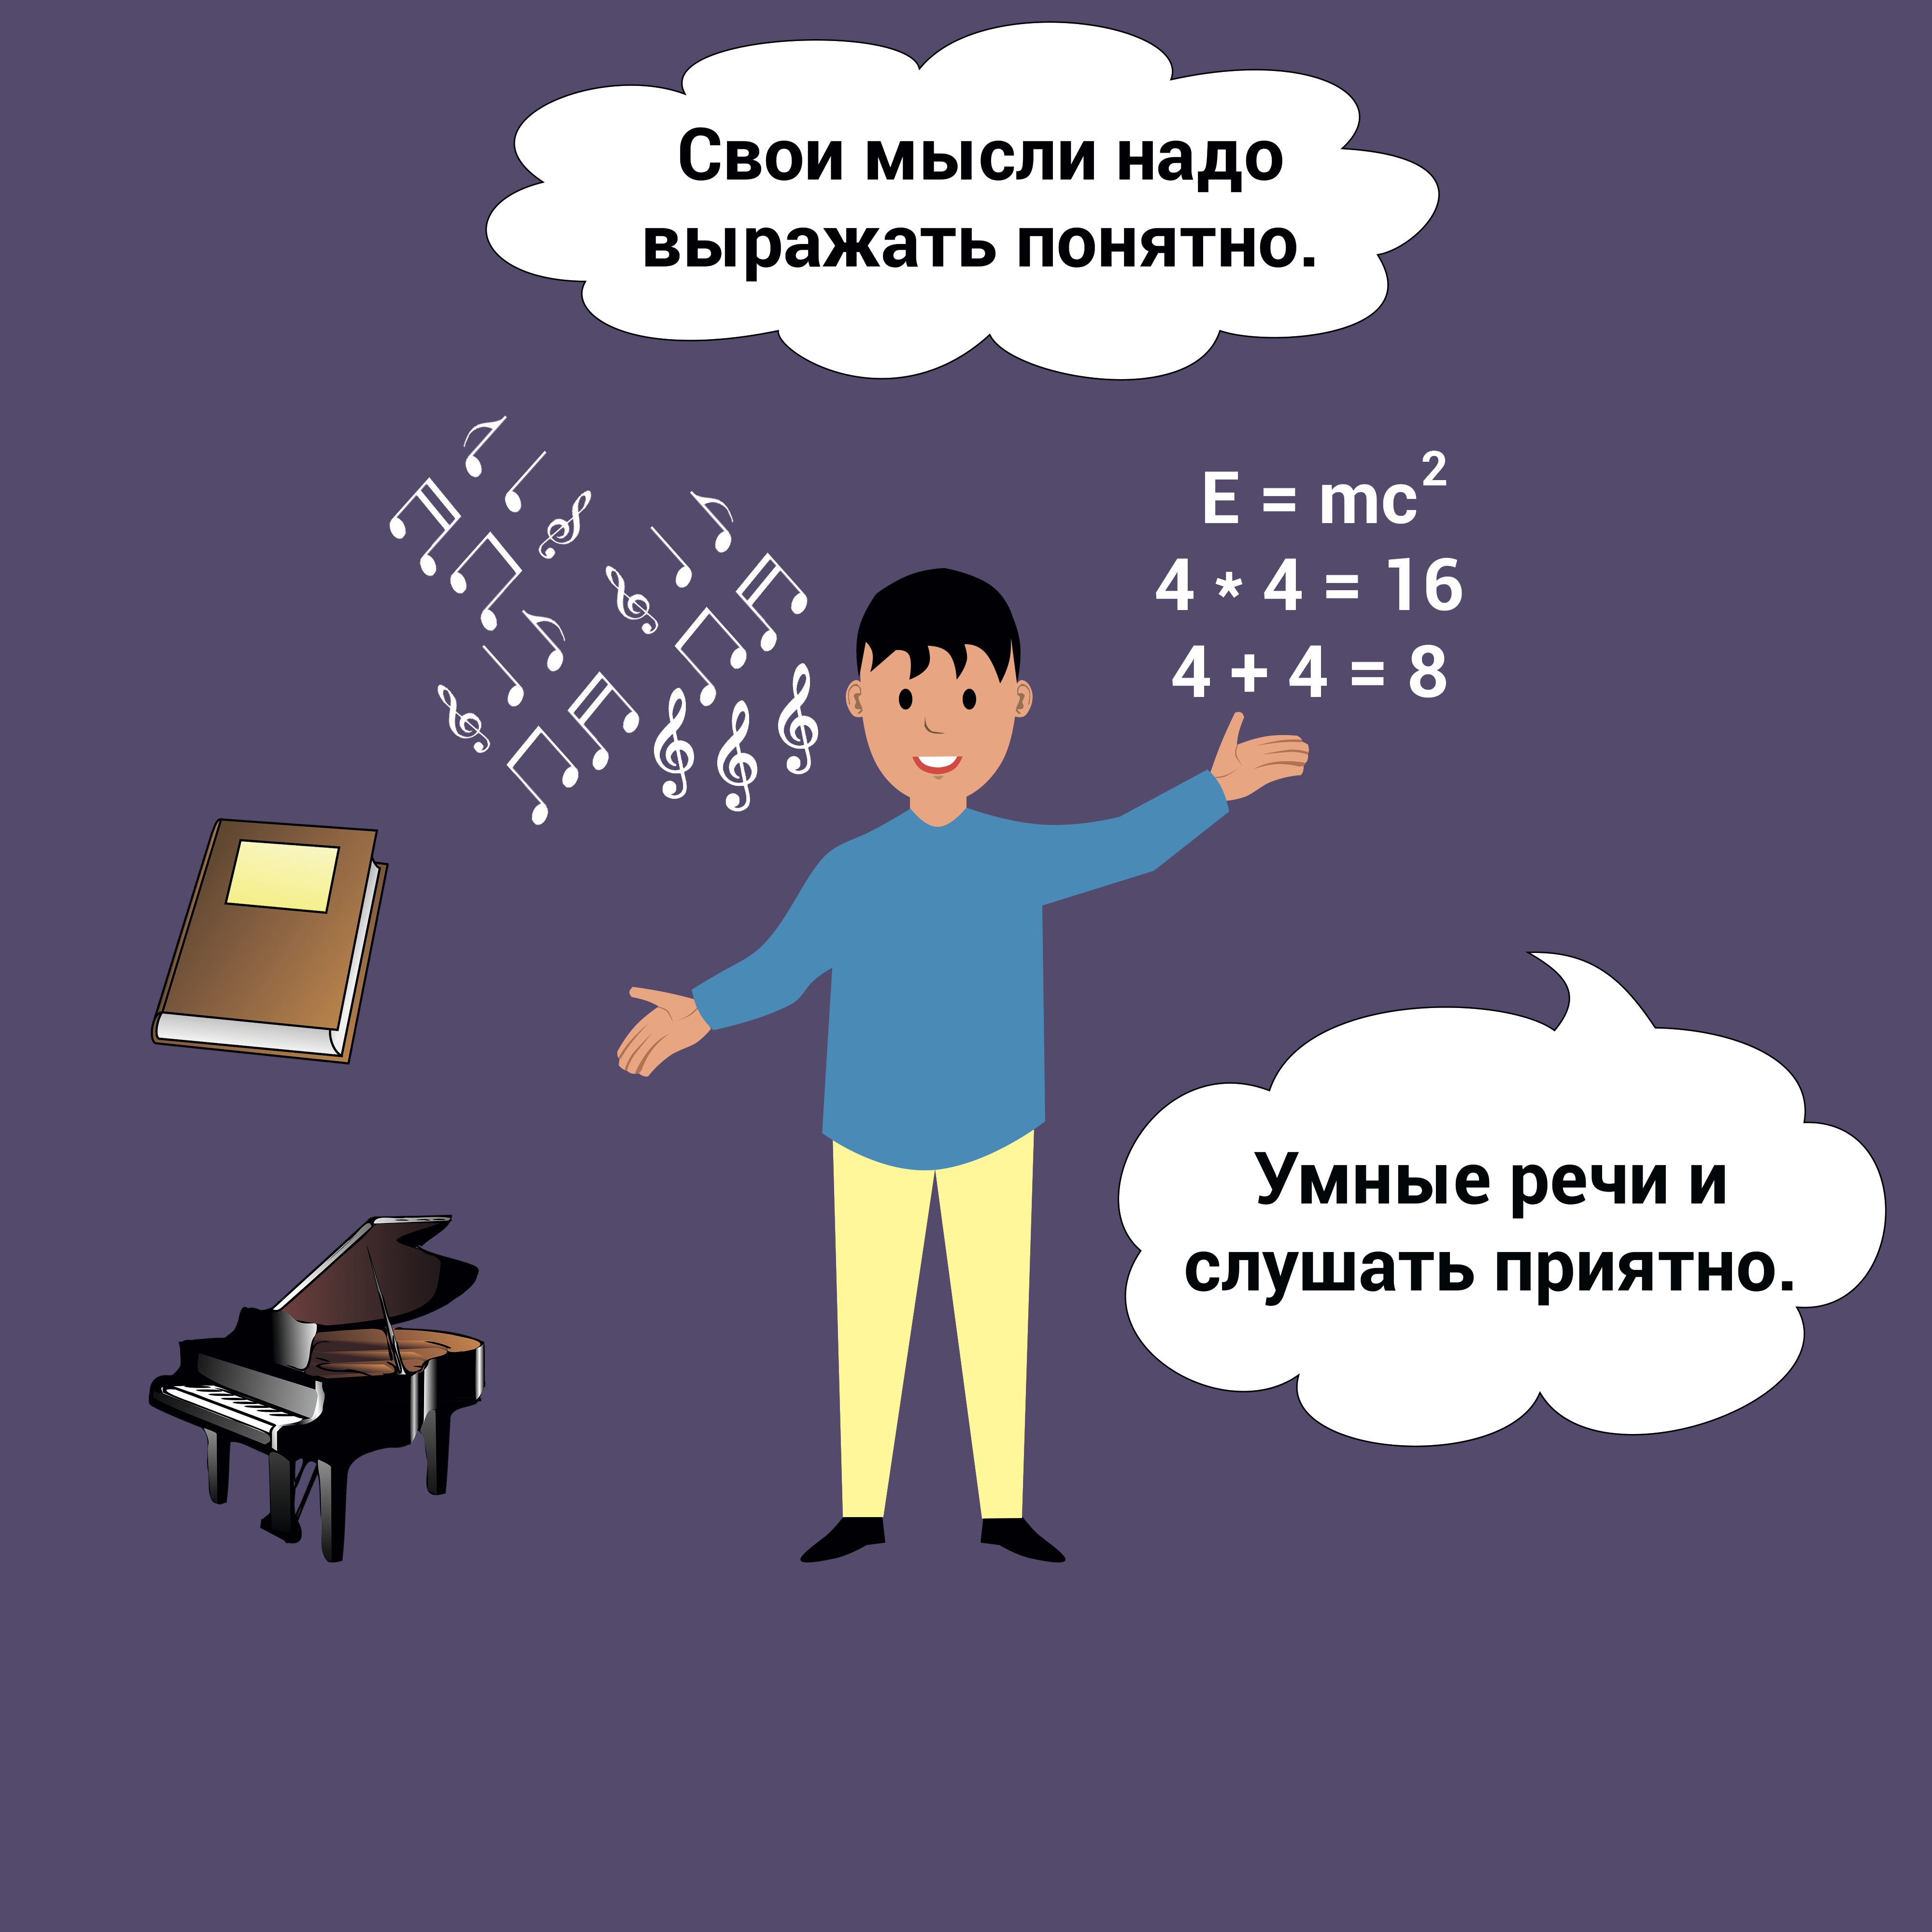 Свои мысли надо
выражать понятно.
E = mc²
4 * 4 = 16
4 + 4 = 8
Умные речи и
слушать приятно.